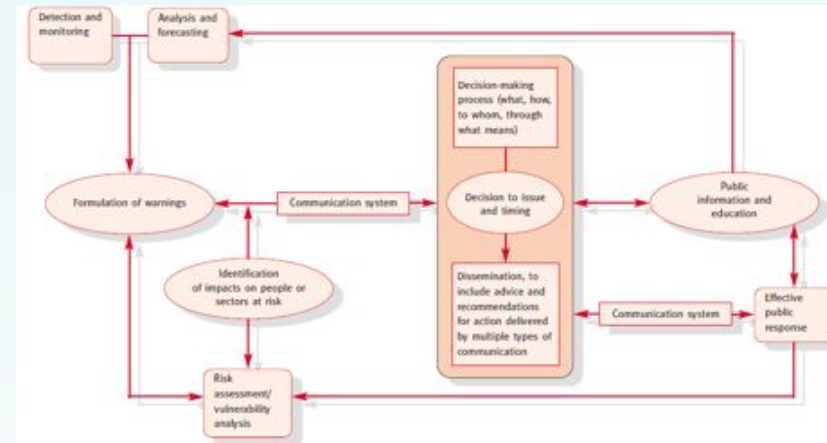 Detection and
monitoring
Analysis and
forecasting
Decision-making
process (what, how,
to whom, through
what means)
Formulation of warnings
Communication system
Decision to issue
and timing
Public
information and
education
Identification
of impacts on people or
sectors at risk
Dissemination, to
include advice and
recommendations
for action delivered
by multiple types of
communication
Communication system
Effective
public
response
Risk
assessment/
vulnerability
analysis